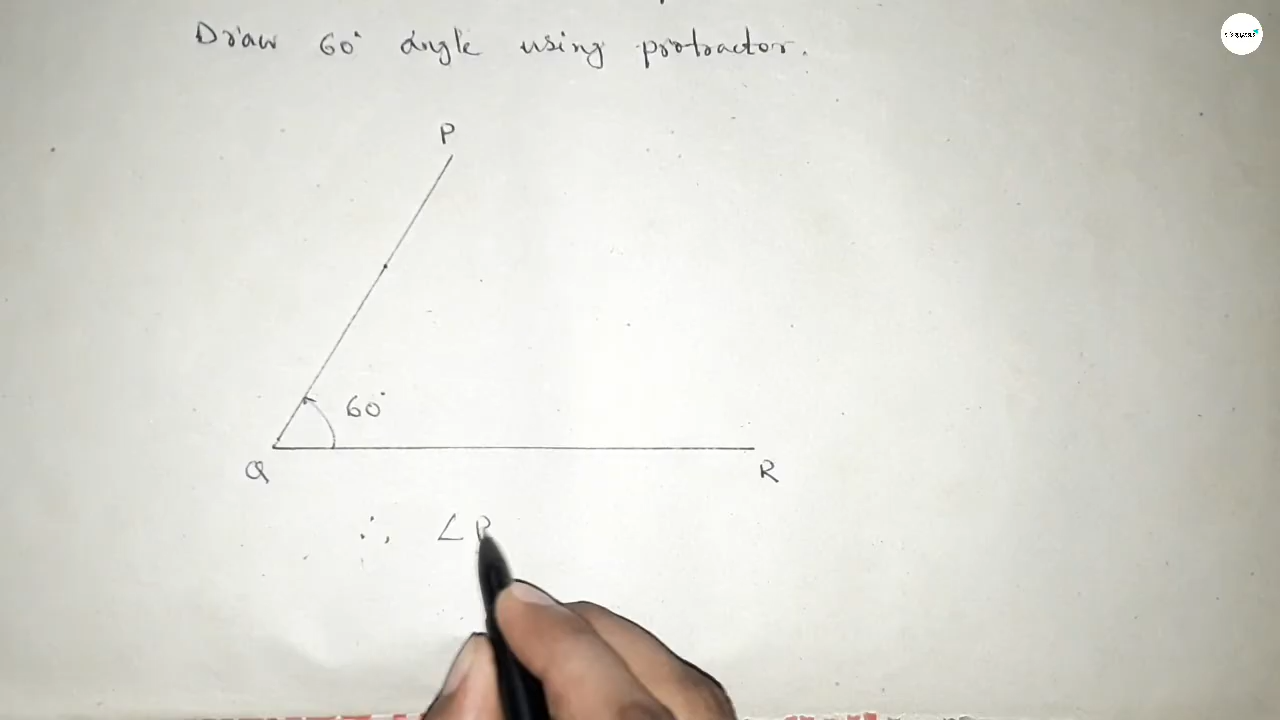 Draw 60° angle using protractor.
P
60°
Q
R
∴ ∠P